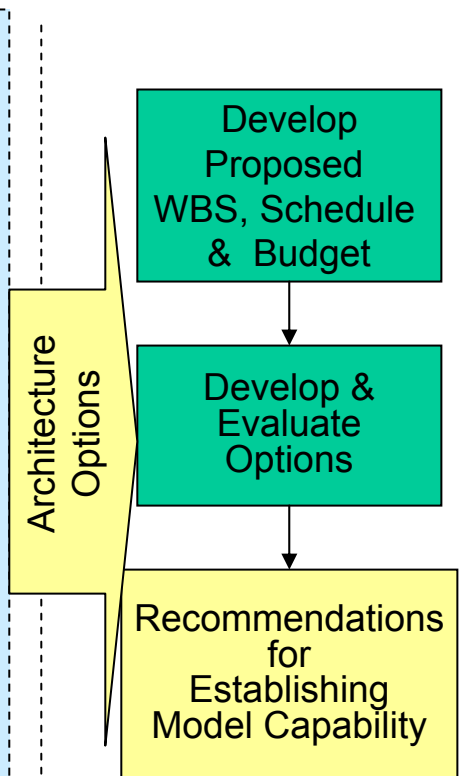 Develop
Proposed
WBS, Schedule
& Budget
Architecture
Options
Develop &
Evaluate
Options
Recommendations
for
Establishing
Model Capability